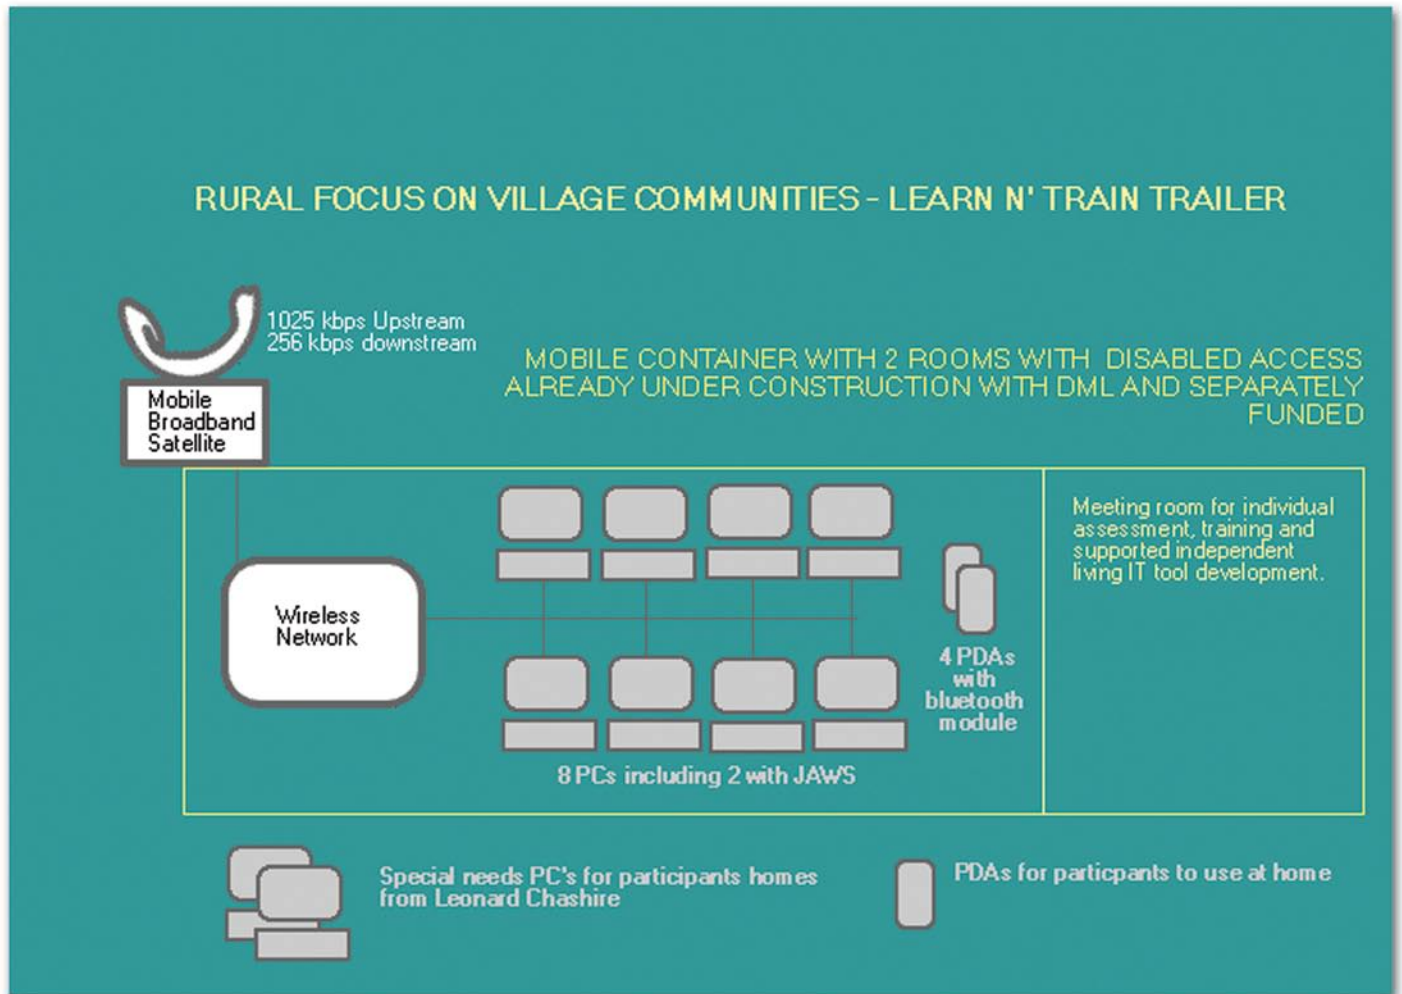 RURAL FOCUS ON VILLAGE COMMUNITIES - LEARN N' TRAIN TRAILER
1025 kbps Upstream
256 kbps downstream
MOBILE CONTAINER WITH 2 ROOMS WITH DISABLED ACCESS
ALREADY UNDER CONSTRUCTION WITH DML AND SEPARATELY
FUNDED
Mobile
Broadband
Satellite
Meeting room for individual
assessment, training and
supported independent
living IT tool development.
Wireless
Network
4 PDAs
with
bluetooth
module
8 PCs including 2 with JAWS
Special needs PC's for participants homes
from Leonard Chashire
PDAs for particpants to use at home